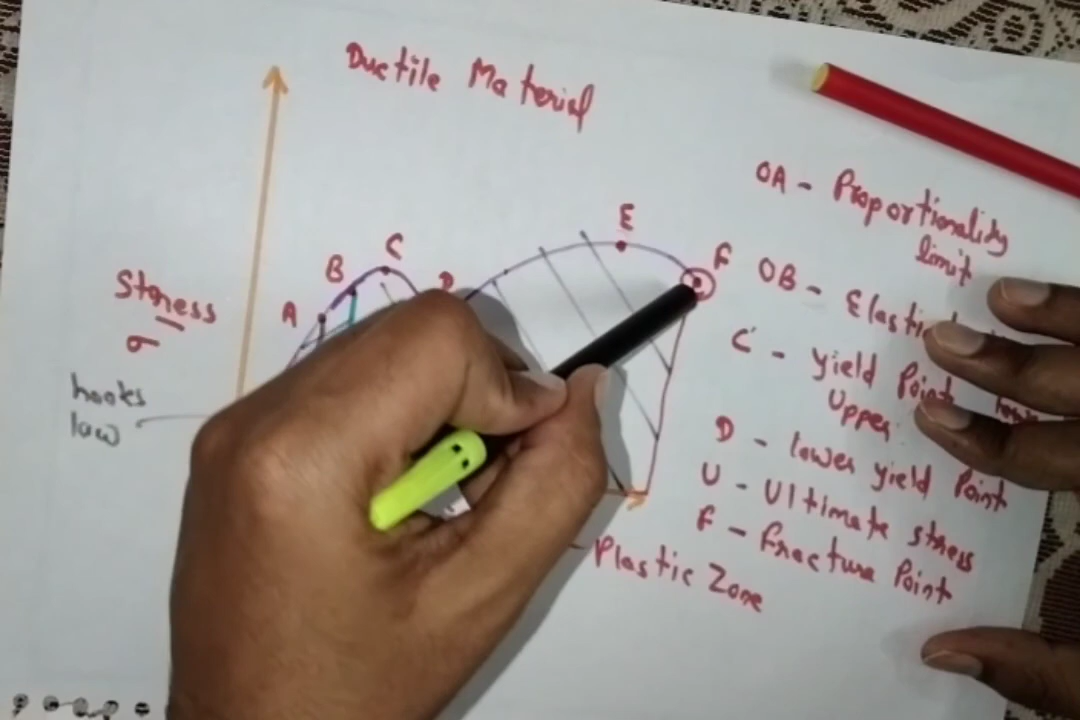 Ductile Material
E
F
C
B
D
A
Stress
σ
hooks
law
OA - Proportionality
limit
OB - Elastic
C - Yield Point
Upper
D - lower yield Point
U - Ultimate stress
F - Fracture Point
Plastic Zone